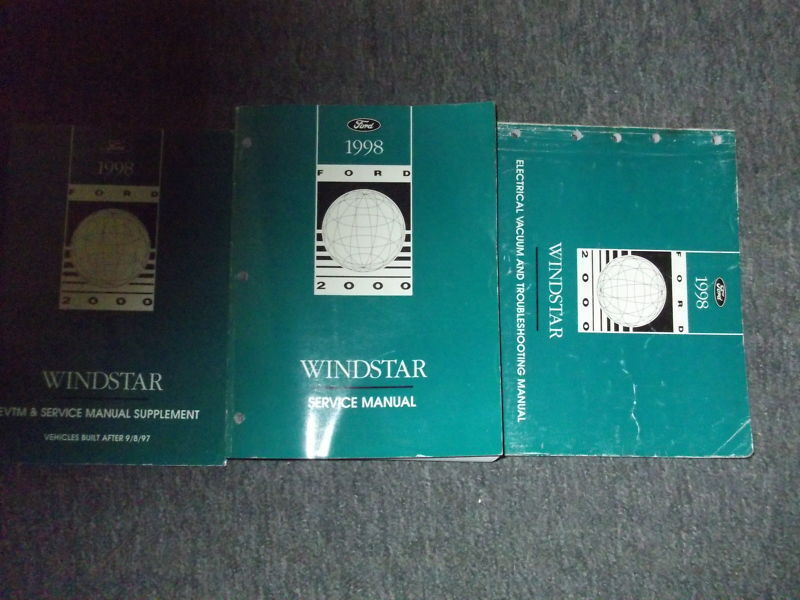 Ford
1998
FORD
2000
WINDSTAR
EVTM & SERVICE MANUAL SUPPLEMENT
VEHICLES BUILT AFTER 9/8/97
Ford
1998
FORD
2000
WINDSTAR
SERVICE MANUAL
Ford
1998
FORD
2000
WINDSTAR
ELECTRICAL VACUUM AND TROUBLESHOOTING MANUAL